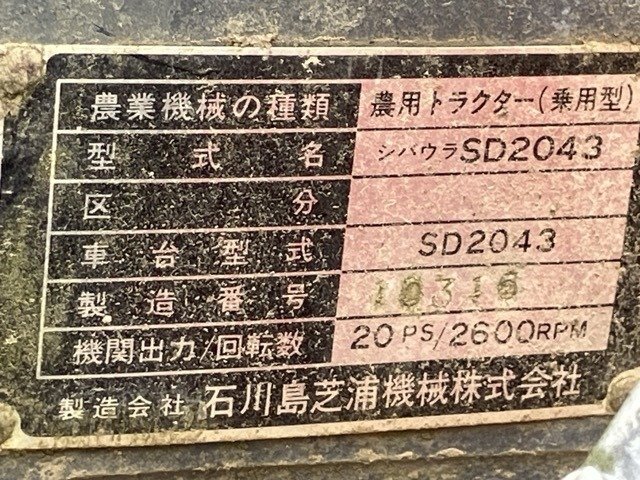 農業機械の種類 農用トラクター(乗用型)
型式名 シバウラSD2043
区分
車台型式 SD2043
製造番号 10316
機関出力/回転数 20PS/2600RPM
製造会社 石川島芝浦機械株式会社